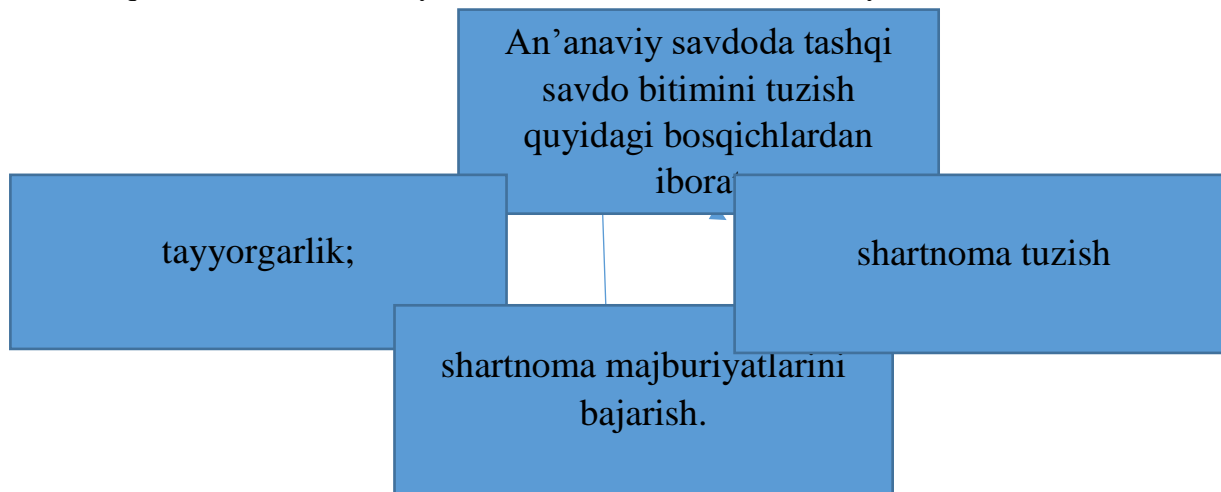 An’anaviy savdoda tashqi
savdo bitimini tuzish
quyidagi bosqichlardan
tayyorgarlik;
shartnoma tuzish
shartnoma majburiyatlarini
bajarish.